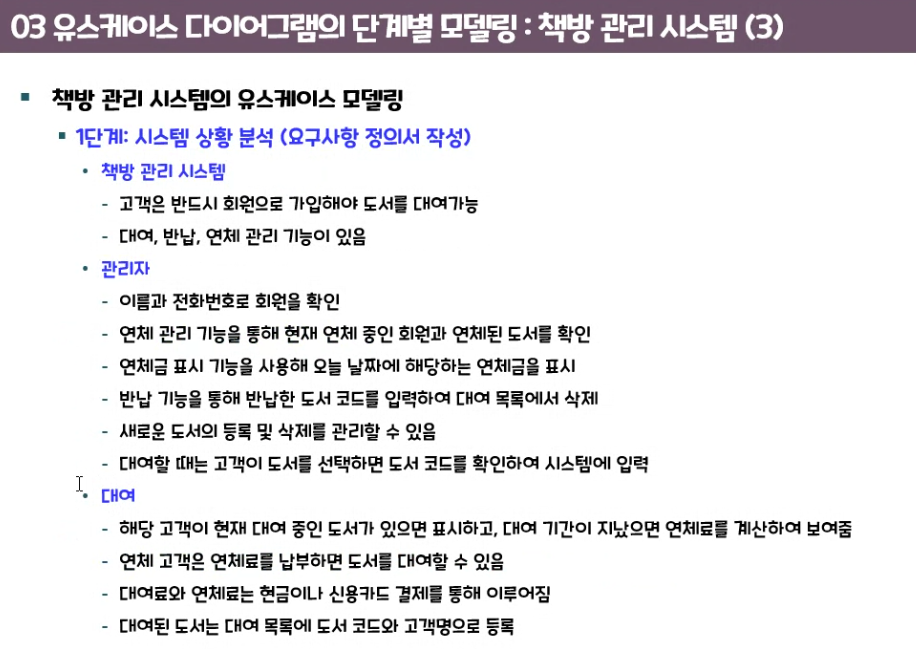 03 유스케이스 다이어그램의 단계별 모델링 : 책방 관리 시스템 (3)
책방 관리 시스템의 유스케이스 모델링
1단계: 시스템 상황 분석 (요구사항 정의서 작성)
책방 관리 시스템
- 고객은 반드시 회원으로 가입해야 도서를 대여가능
- 대여, 반납, 연체 관리 기능이 있음
관리자
- 이름과 전화번호로 회원을 확인
- 연체 관리 기능을 통해 현재 연체 중인 회원과 연체된 도서를 확인
- 연체금 표시 기능을 사용해 오늘 날짜에 해당하는 연체금을 표시
- 반납 기능을 통해 반납한 도서 코드를 입력하여 대여 목록에서 삭제
- 새로운 도서의 등록 및 삭제를 관리할 수 있음
- 대여할 때는 고객이 도서를 선택하면 도서 코드를 확인하여 시스템에 입력
대여
- 해당 고객이 현재 대여 중인 도서가 있으면 표시하고, 대여 기간이 지났으면 연체료를 계산하여 보여줌
- 연체 고객은 연체료를 납부하면 도서를 대여할 수 있음
- 대여료와 연체료는 현금이나 신용카드 결제를 통해 이루어짐
- 대여된 도서는 대여 목록에 도서 코드와 고객명으로 등록